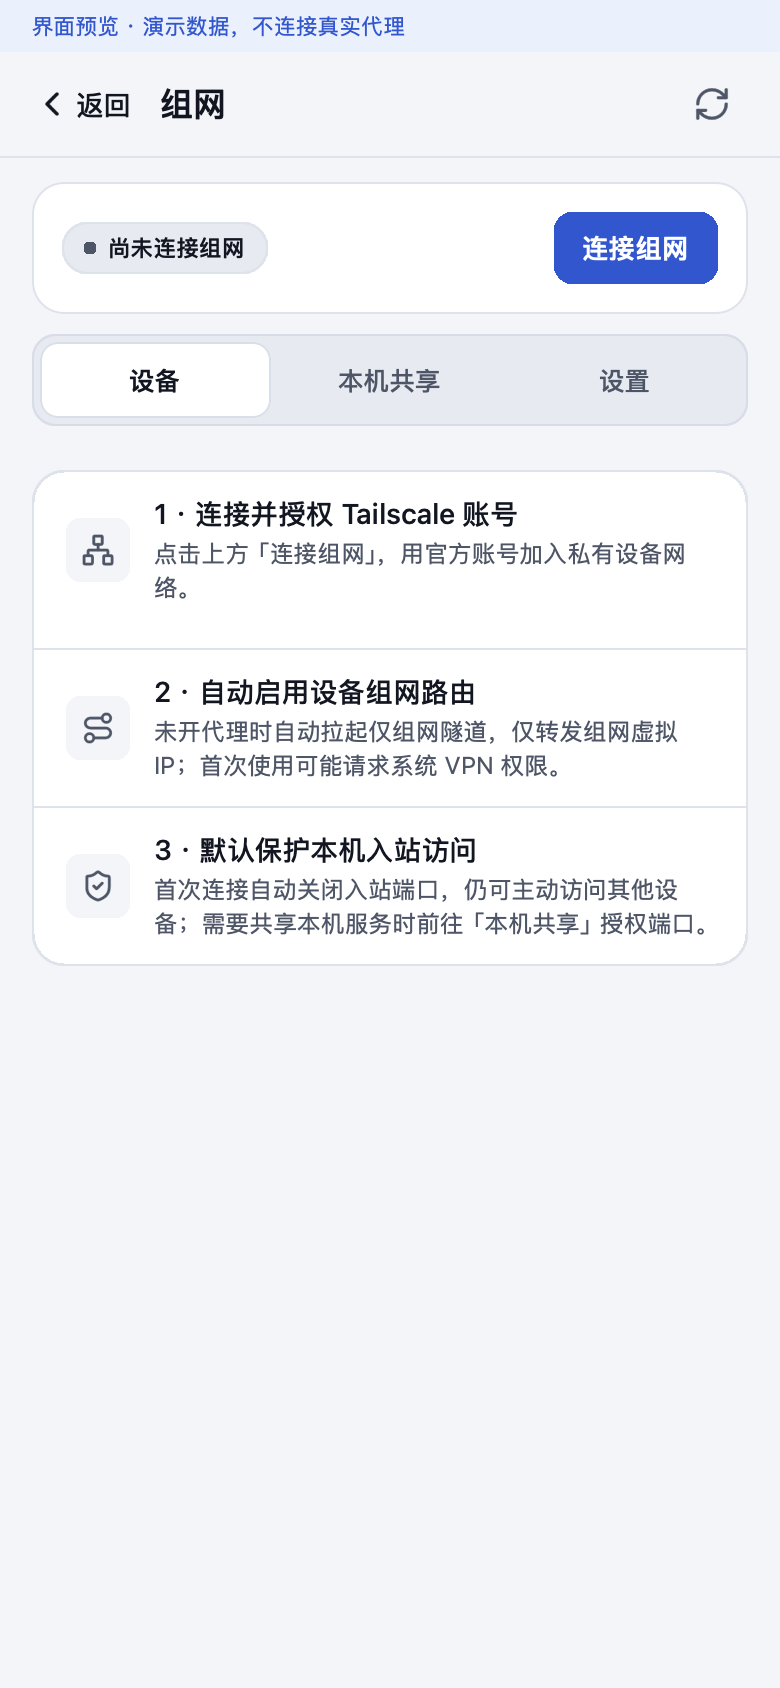 界面预览 · 演示数据，不连接真实代理
返回 组网
尚未连接组网
连接组网
设备 本机共享 设置
1 · 连接并授权 Tailscale 账号
点击上方「连接组网」，用官方账号加入私有设备网
络。
2 · 自动启用设备组网路由
未开代理时自动拉起仅组网隧道，仅转发组网虚拟
IP；首次使用可能请求系统 VPN 权限。
3 · 默认保护本机入站访问
首次连接自动关闭入站端口，仍可主动访问其他设
备；需要共享本机服务时前往「本机共享」授权端口。